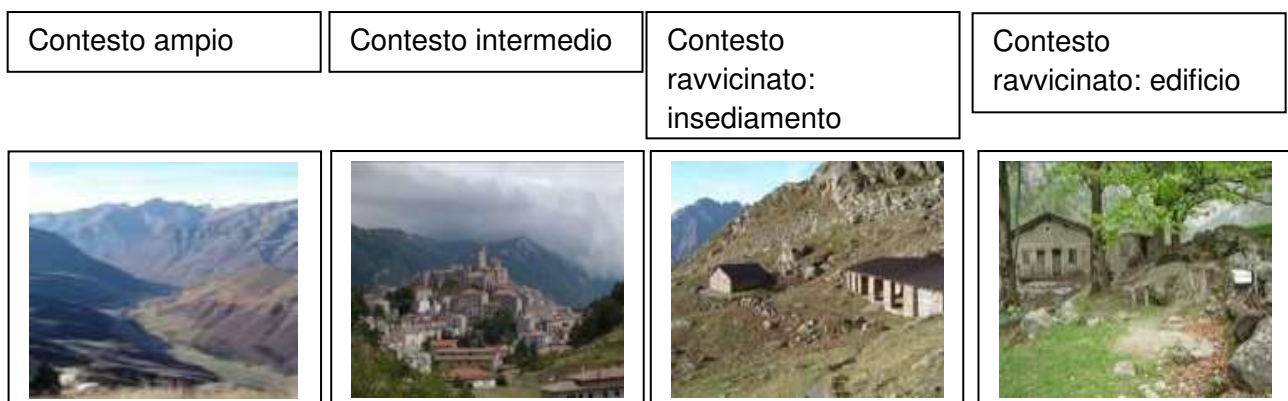 Contesto ampio
Contesto intermedio
Contesto
ravvicinato:
insediamento
Contesto
ravvicinato: edificio